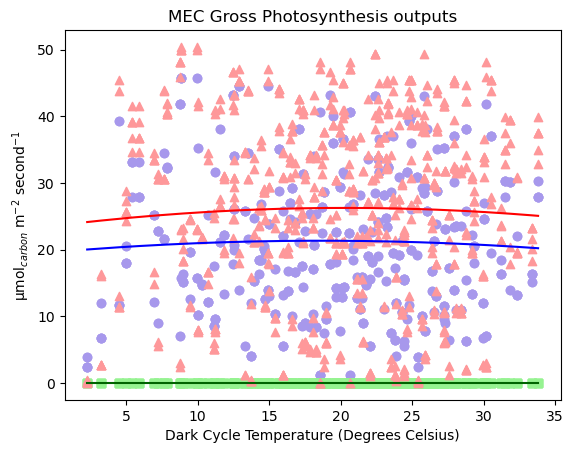 MEC Gross Photosynthesis outputs
50
40
30
20
10
0
μmol_carbon m⁻² second⁻¹
5 10 15 20 25 30 35
Dark Cycle Temperature (Degrees Celsius)